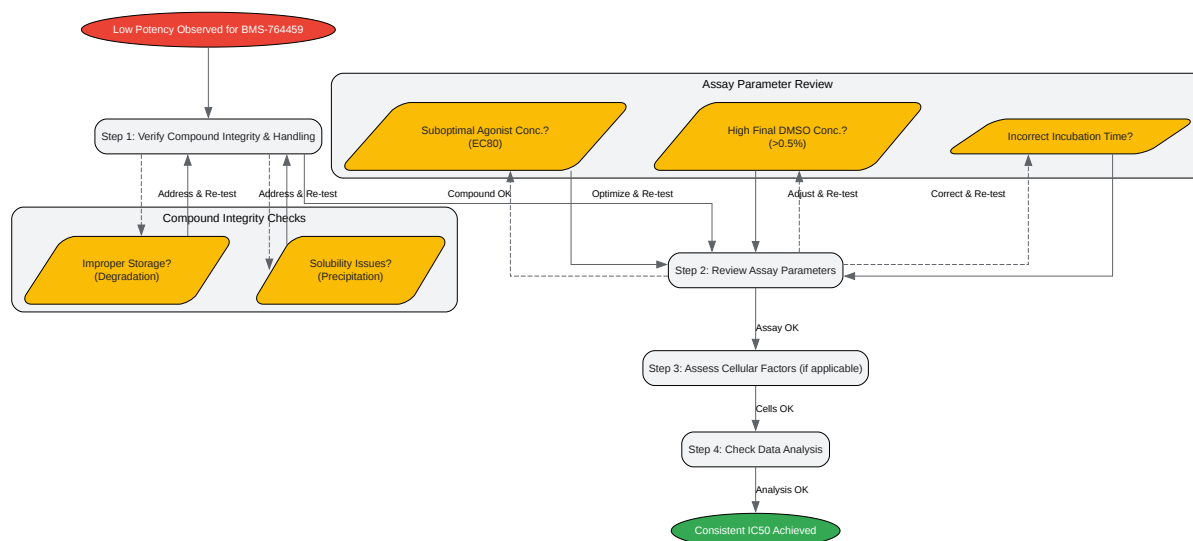 Low Potency Observed for BMS-764459
Assay Parameter Review
Suboptimal Agonist Conc.?
(EC80)
High Final DMSO Conc.?
(>0.5%)
Incorrect Incubation Time?
Step 1: Verify Compound Integrity & Handling
Address & Re-test
Address & Re-test
Compound OK
Optimize & Re-test
Adjust & Re-test
Correct & Re-test
Compound Integrity Checks
Improper Storage?
(Degradation)
Solubility Issues?
(Precipitation)
Step 2: Review Assay Parameters
Assay OK
Step 3: Assess Cellular Factors (if applicable)
Cells OK
Step 4: Check Data Analysis
Analysis OK
Consistent IC50 Achieved